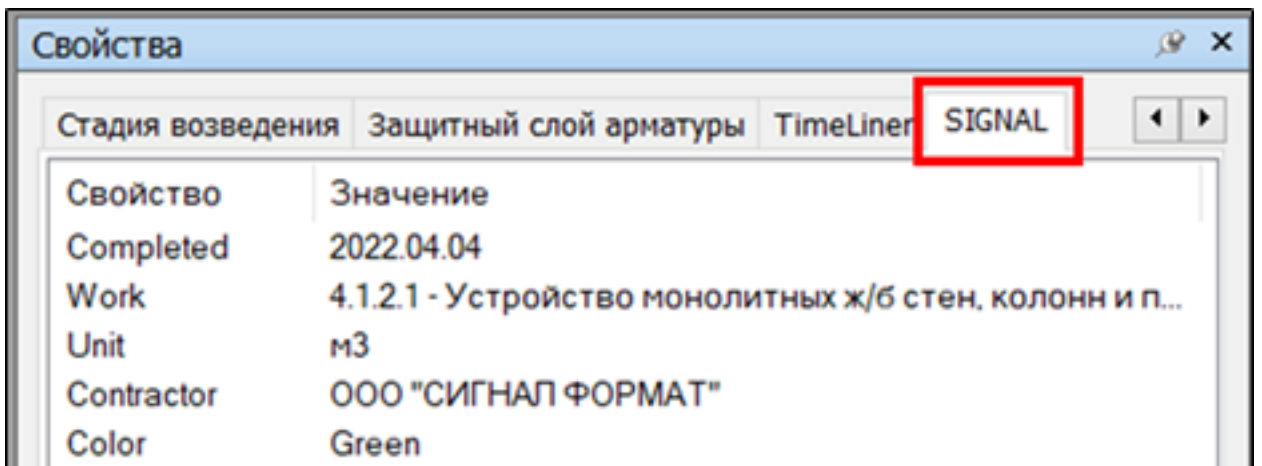 Свойства
Стадия возведения Защитный слой арматуры TimeLiner SIGNAL
Свойство Значение
Completed 2022.04.04
Work 4.1.2.1 - Устройство монолитных ж/б стен, колонн и п...
Unit м3
Contractor ООО "СИГНАЛ ФОРМАТ"
Color Green